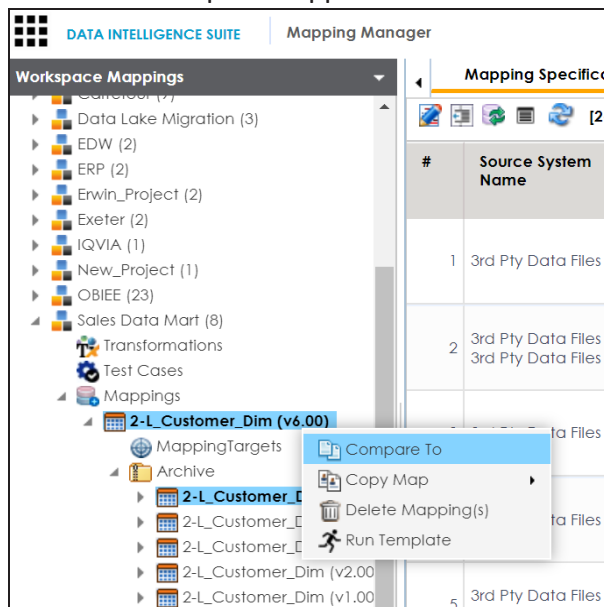 DATA INTELLIGENCE SUITE Mapping Manager
Workspace Mappings
Mapping Specifica
Data Lake Migration (3)
EDW (2)
ERP (2)
Erwin_Project (2)
Exeter (2)
IQVIA (1)
New_Project (1)
OBIEE (23)
Sales Data Mart (8)
Transformations
Test Cases
Mappings
2-L_Customer_Dim (v6.00)
MappingTargets
Archive
2-L_Customer_D
2-L_Customer_D
2-L_Customer_D
2-L_Customer_Dim (v2.00
2-L_Customer_Dim (v1.00
Compare To
Copy Map
Delete Mapping(s)
Run Template
[2
# Source System
Name
1 3rd Pty Data Files
3rd Pty Data Files
2
3rd Pty Data Files
ta Files
ta Files
5 3rd Pty Data Files